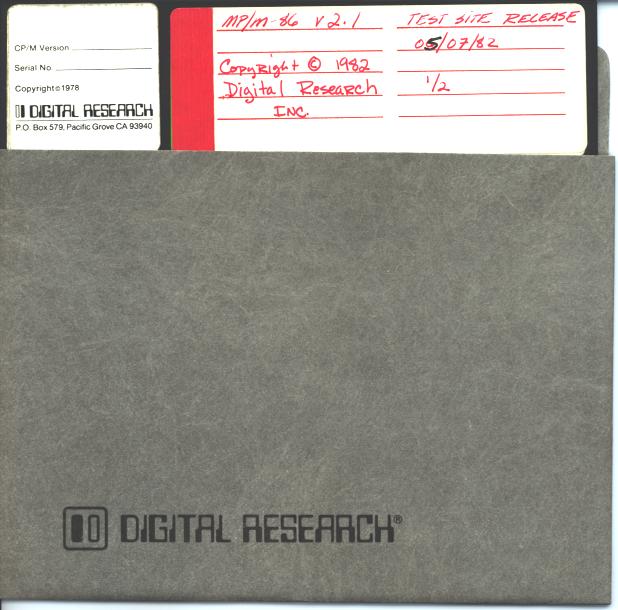 CP/M Version
Serial No
Copyright © 1978
DIGITAL RESEARCH
P.O. Box 579, Pacific Grove CA 93940
MP/M-86 V 2.1
Copyright © 1982
Digital Research
INC.
TEST SITE RELEASE
05/07/82
1/2
DIGITAL RESEARCH®